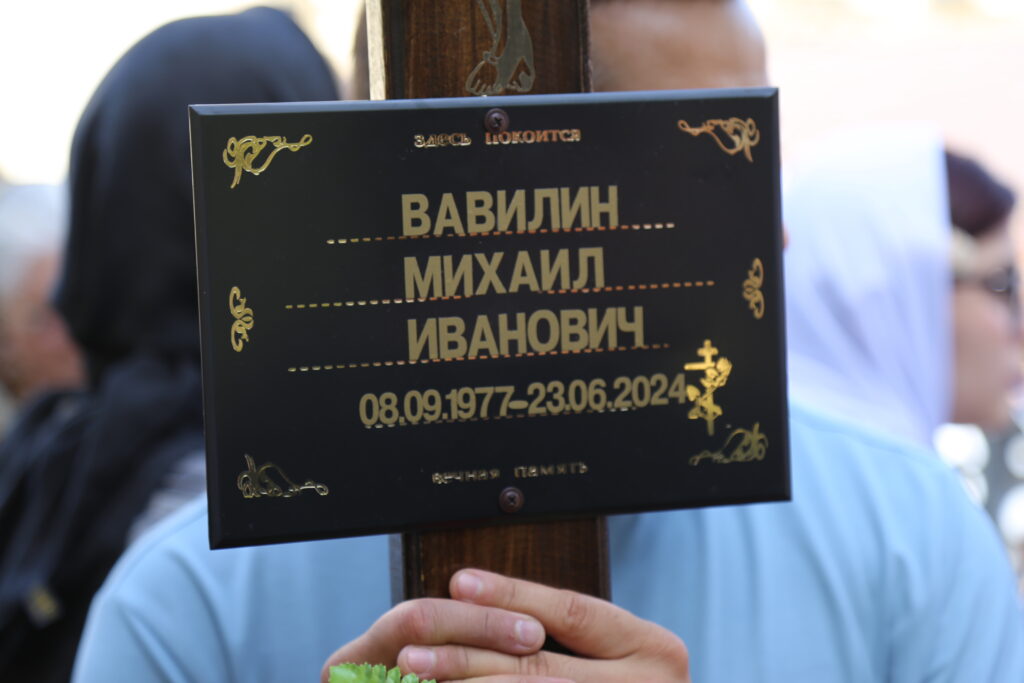 ЗДЕСЬ ПОКОИТСЯ
ВАВИЛИН
МИХАИЛ
ИВАНОВИЧ
08.09.1977–23.06.2024
ВЕЧНАЯ ПАМЯТЬ